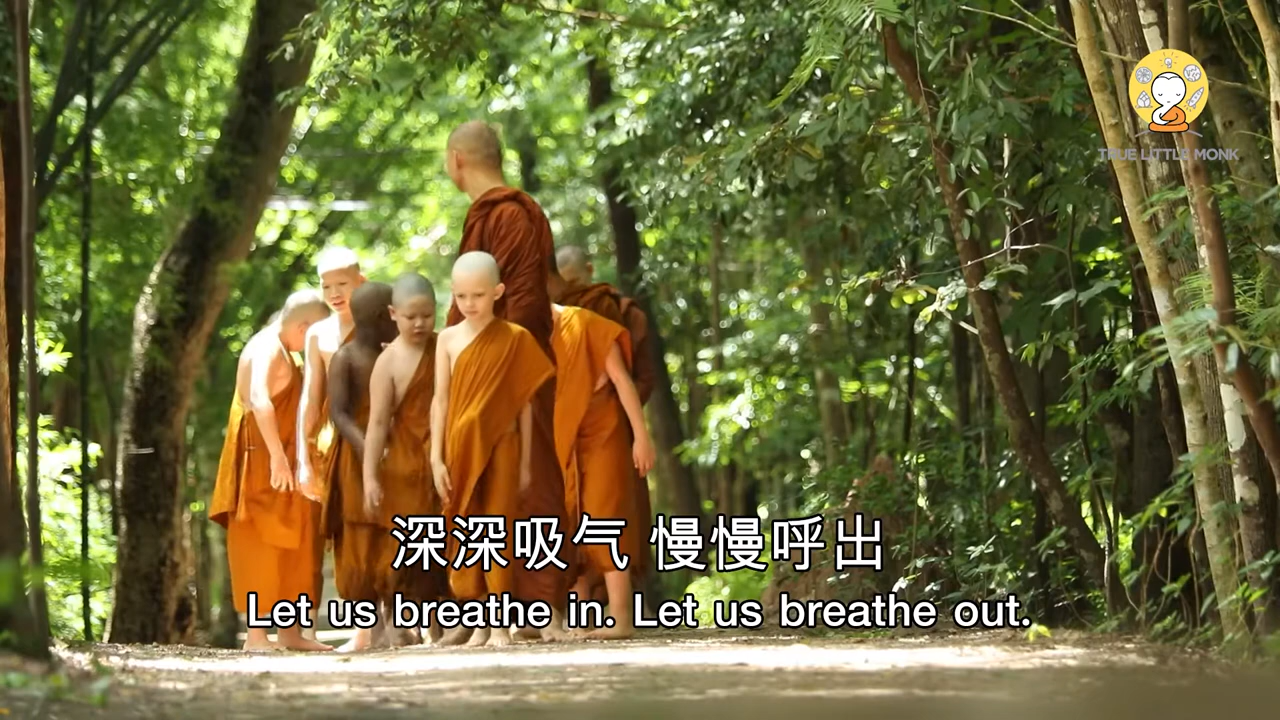 TRUE LITTLE MONK
深深吸气 慢慢呼出
Let us breathe in. Let us breathe out.